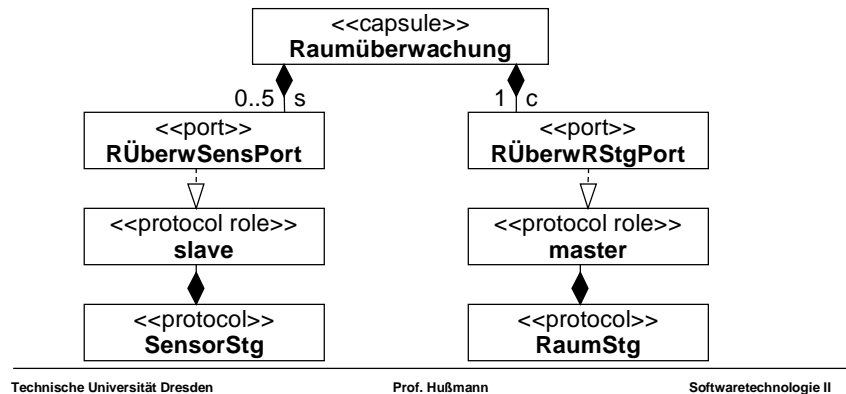 <<capsule>>
Raumüberwachung
0..5 s
1 c
<<port>>
RÜberwSensPort
<<port>>
RÜberwRStgPort
<<protocol role>>
slave
<<protocol role>>
master
<<protocol>>
SensorStg
<<protocol>>
RaumStg
Technische Universität Dresden
Prof. Hußmann
Softwaretechnologie II